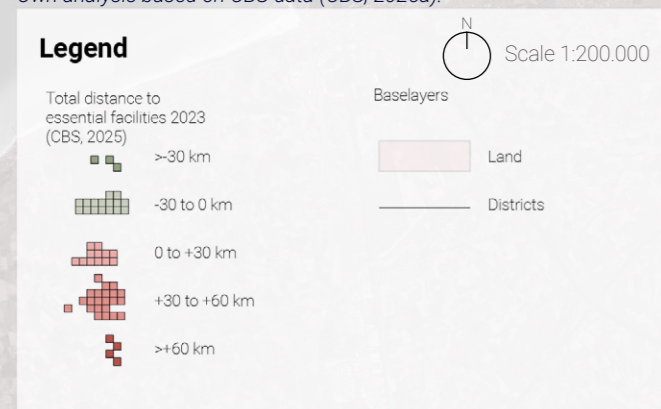 own analysis based on CBS data (CBS, 2026a).
Legend
N
Scale 1:200.000
Total distance to
essential facilities 2023
(CBS, 2025)
>-30 km
-30 to 0 km
0 to +30 km
+30 to +60 km
>+60 km
Baselayers
Land
Districts